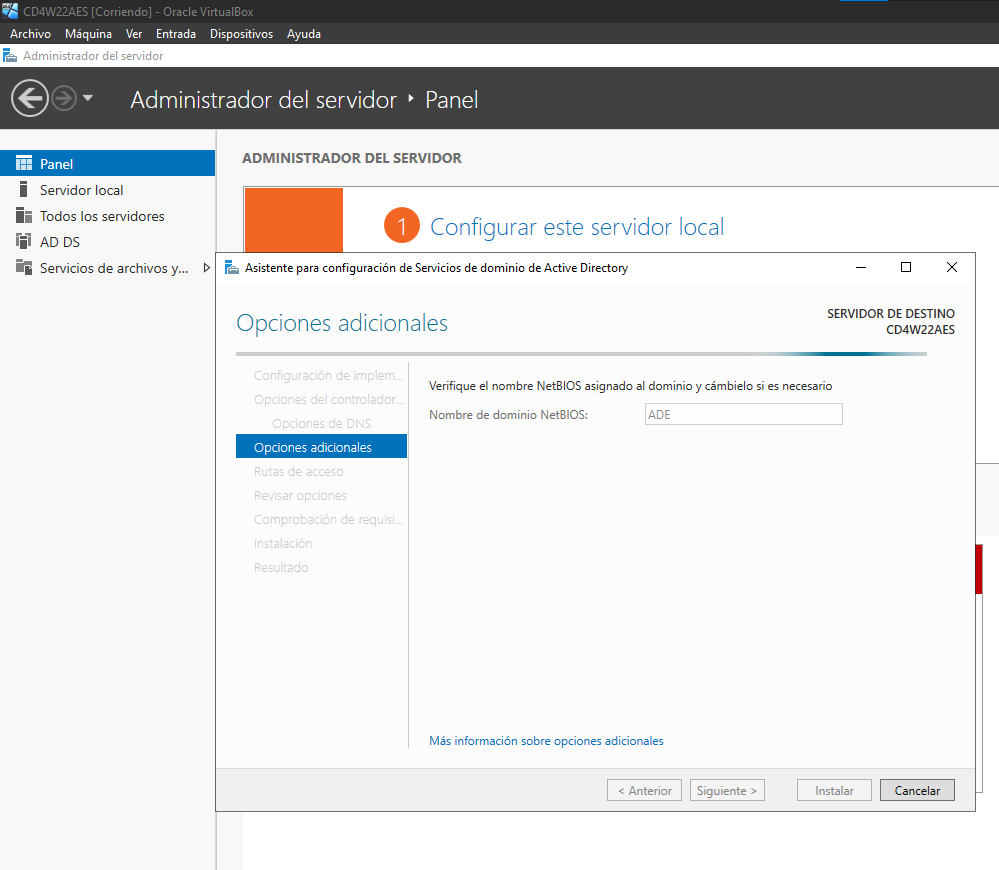 CD4W22AES [Corriendo] - Oracle VirtualBox
Archivo Máquina Ver Entrada Dispositivos Ayuda
Administrador del servidor
Administrador del servidor ‣ Panel
Panel
Servidor local
Todos los servidores
AD DS
Servicios de archivos y...
ADMINISTRADOR DEL SERVIDOR
1 Configurar este servidor local
Asistente para configuración de Servicios de dominio de Active Directory
Opciones adicionales
SERVIDOR DE DESTINO
CD4W22AES
Configuración de implem...
Opciones del controlador...
Opciones de DNS
Opciones adicionales
Rutas de acceso
Revisar opciones
Comprobación de requisi...
Instalación
Resultado
Verifique el nombre NetBIOS asignado al dominio y cámbielo si es necesario
Nombre de dominio NetBIOS: ADE
Más información sobre opciones adicionales
< Anterior Siguiente > Instalar Cancelar